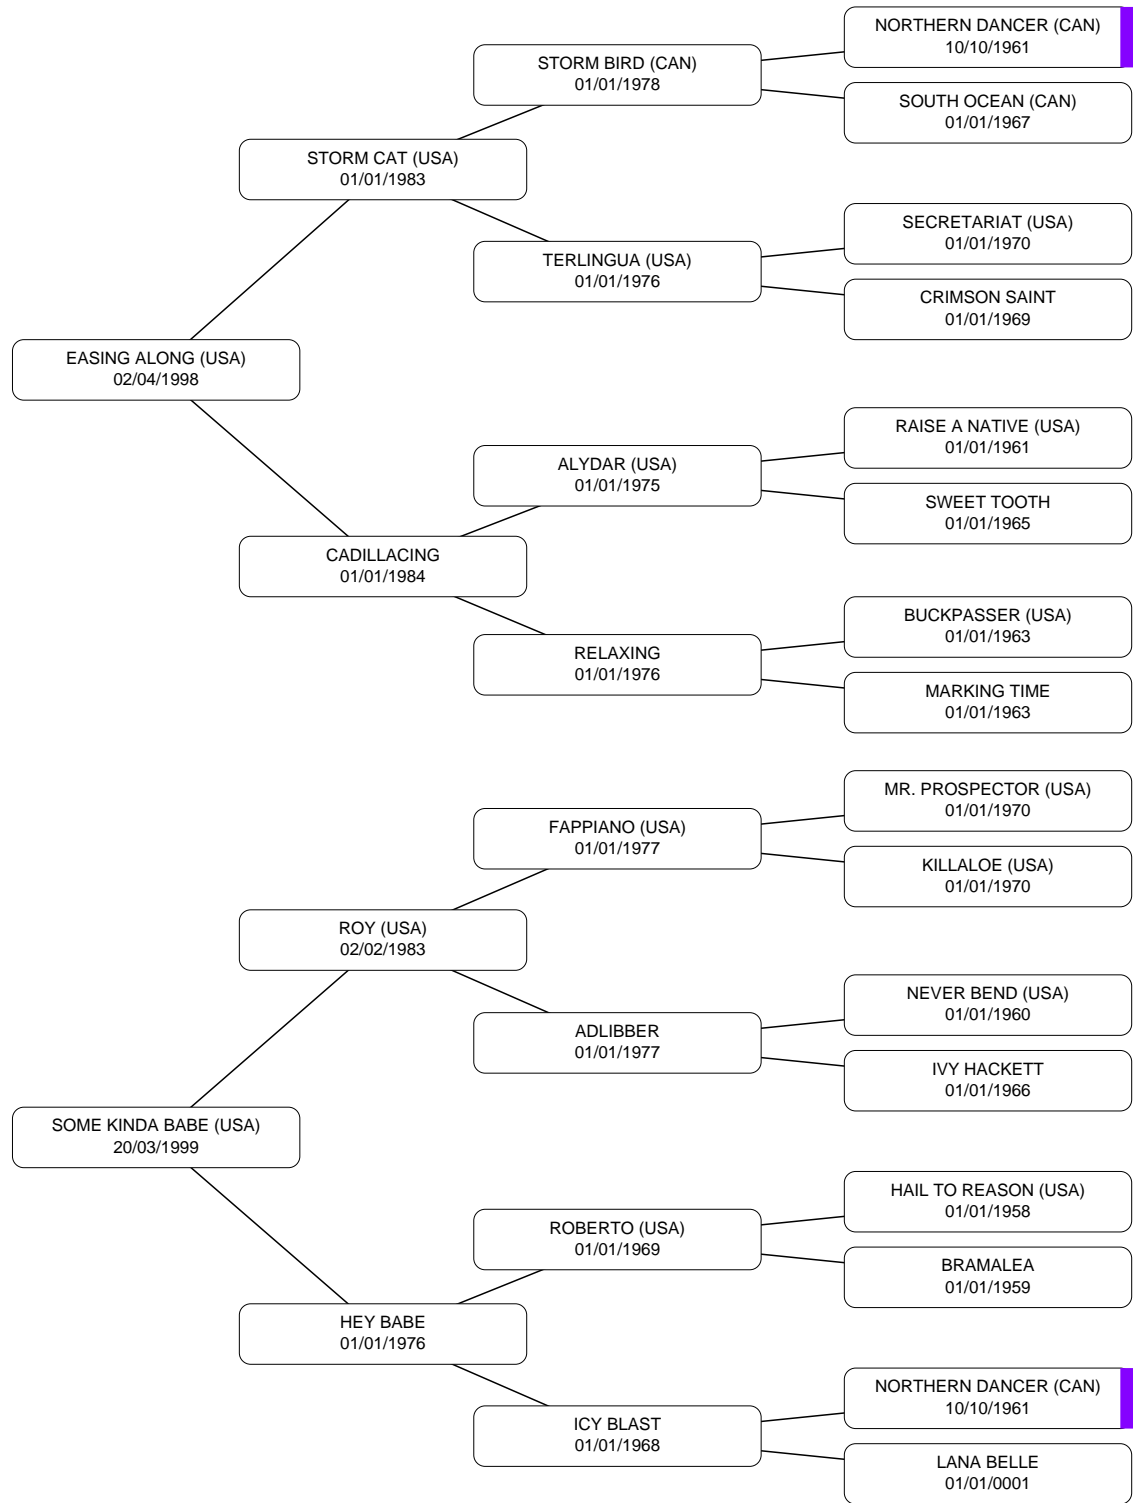 NORTHERN DANCER (CAN)
10/10/1961
STORM BIRD (CAN)
01/01/1978
SOUTH OCEAN (CAN)
01/01/1967
STORM CAT (USA)
01/01/1983
SECRETARIAT (USA)
01/01/1970
TERLINGUA (USA)
01/01/1976
CRIMSON SAINT
01/01/1969
EASING ALONG (USA)
02/04/1998
RAISE A NATIVE (USA)
01/01/1961
ALYDAR (USA)
01/01/1975
SWEET TOOTH
01/01/1965
CADILLACING
01/01/1984
BUCKPASSER (USA)
01/01/1963
RELAXING
01/01/1976
MARKING TIME
01/01/1963
MR. PROSPECTOR (USA)
01/01/1970
FAPPIANO (USA)
01/01/1977
KILLALOE (USA)
01/01/1970
ROY (USA)
02/02/1983
NEVER BEND (USA)
01/01/1960
ADLIBBER
01/01/1977
IVY HACKETT
01/01/1966
SOME KINDA BABE (USA)
20/03/1999
HAIL TO REASON (USA)
01/01/1958
ROBERTO (USA)
01/01/1969
BRAMALEA
01/01/1959
HEY BABE
01/01/1976
NORTHERN DANCER (CAN)
10/10/1961
ICY BLAST
01/01/1968
LANA BELLE
01/01/0001